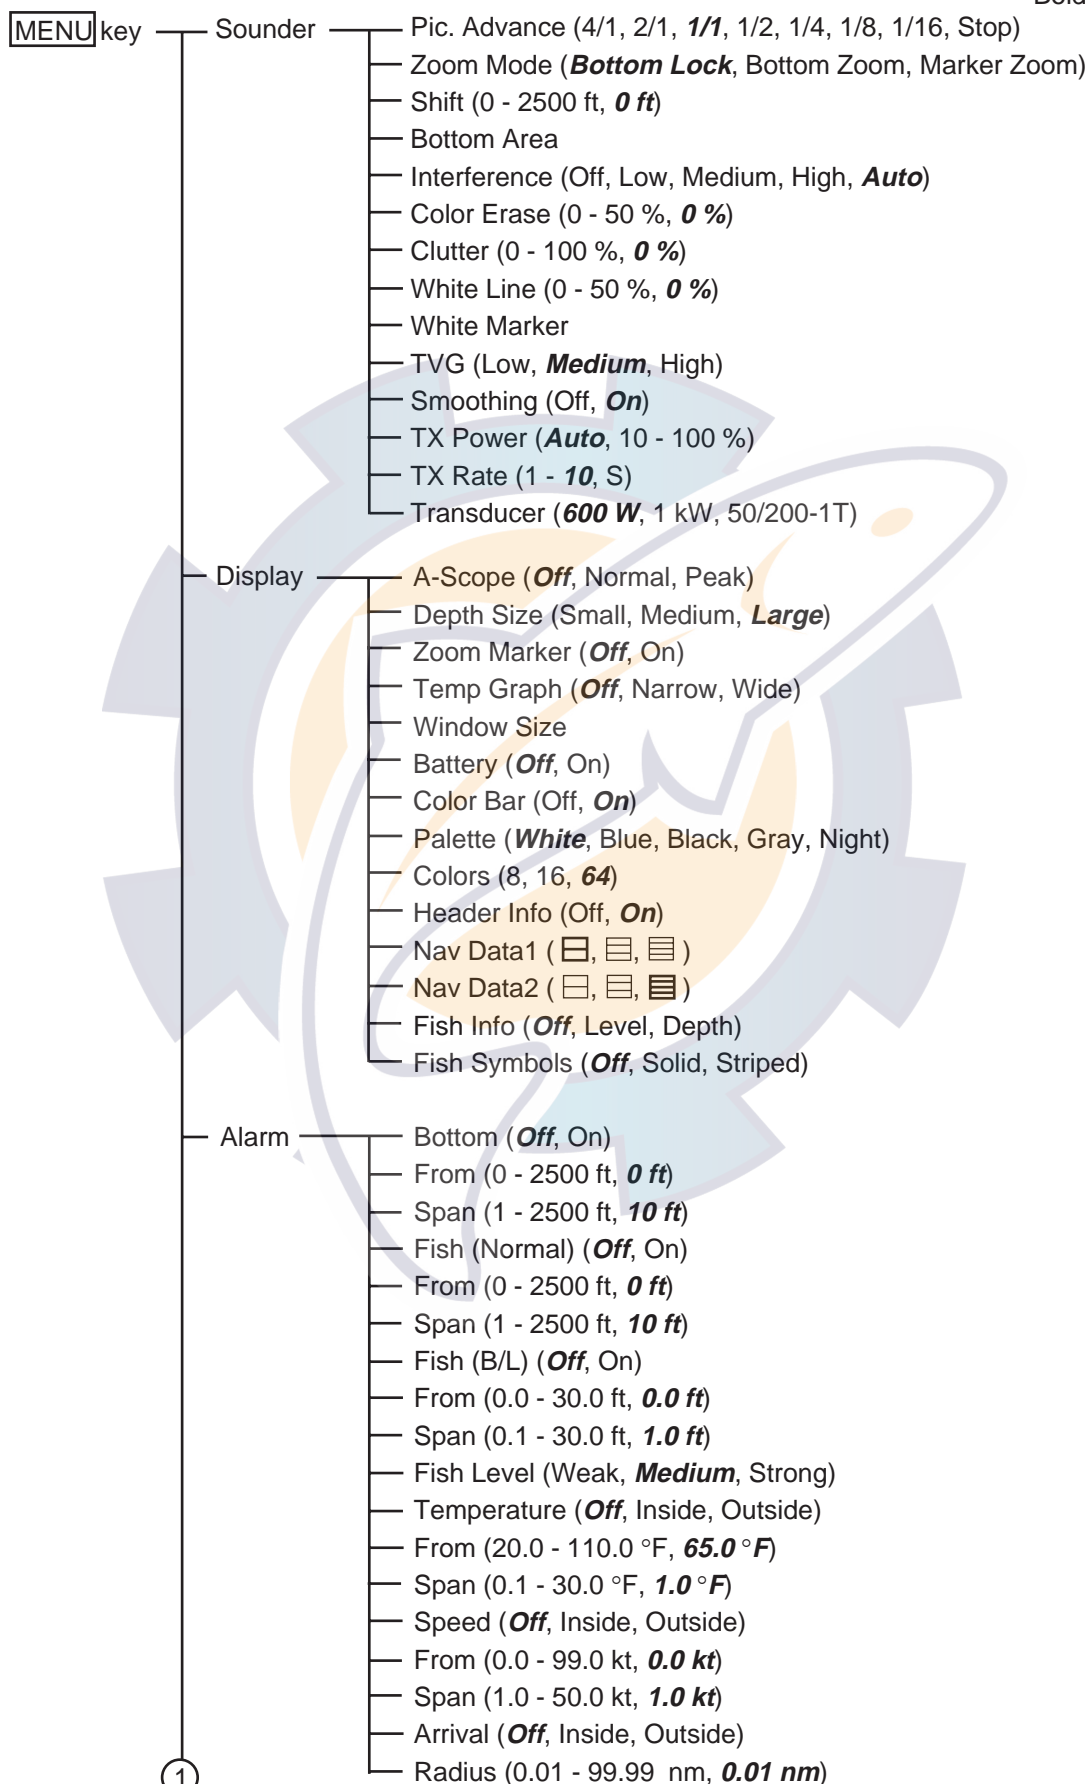 Bold
MENU key Sounder Pic. Advance (4/1, 2/1, 1/1, 1/2, 1/4, 1/8, 1/16, Stop)
Zoom Mode (Bottom Lock, Bottom Zoom, Marker Zoom)
Shift (0 - 2500 ft, 0 ft)
Bottom Area
Interference (Off, Low, Medium, High, Auto)
Color Erase (0 - 50 %, 0 %)
Clutter (0 - 100 %, 0 %)
White Line (0 - 50 %, 0 %)
White Marker
TVG (Low, Medium, High)
Smoothing (Off, On)
TX Power (Auto, 10 - 100 %)
TX Rate (1 - 10, S)
Transducer (600 W, 1 kW, 50/200-1T)
Display A-Scope (Off, Normal, Peak)
Depth Size (Small, Medium, Large)
Zoom Marker (Off, On)
Temp Graph (Off, Narrow, Wide)
Window Size
Battery (Off, On)
Color Bar (Off, On)
Palette (White, Blue, Black, Gray, Night)
Colors (8, 16, 64)
Header Info (Off, On)
Nav Data1 ( , , )
Nav Data2 ( , , )
Fish Info (Off, Level, Depth)
Fish Symbols (Off, Solid, Striped)
Alarm Bottom (Off, On)
From (0 - 2500 ft, 0 ft)
Span (1 - 2500 ft, 10 ft)
Fish (Normal) (Off, On)
From (0 - 2500 ft, 0 ft)
Span (1 - 2500 ft, 10 ft)
Fish (B/L) (Off, On)
From (0.0 - 30.0 ft, 0.0 ft)
Span (0.1 - 30.0 ft, 1.0 ft)
Fish Level (Weak, Medium, Strong)
Temperature (Off, Inside, Outside)
From (20.0 - 110.0 °F, 65.0 °F)
Span (0.1 - 30.0 °F, 1.0 °F)
Speed (Off, Inside, Outside)
From (0.0 - 99.0 kt, 0.0 kt)
Span (1.0 - 50.0 kt, 1.0 kt)
Arrival (Off, Inside, Outside)
1 Radius (0.01 - 99.99 nm, 0.01 nm)